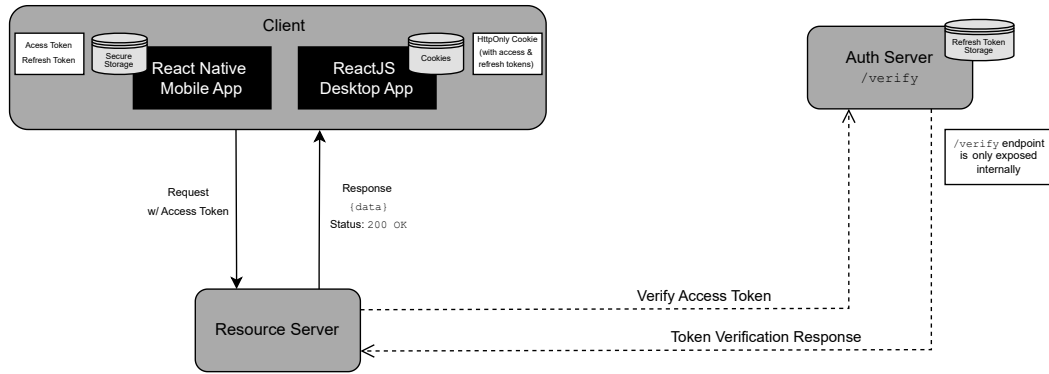 Client
Acess Token
Refresh Token
Secure
Storage
React Native
Mobile App
ReactJS
Desktop App
Cookies
HttpOnly Cookie
(with access &
refresh tokens)
Auth Server
/verify
Refresh Token
Storage
/verify endpoint
is only exposed
internally
Request
w/ Access Token
Response
{data}
Status: 200 OK
Resource Server
Verify Access Token
Token Verification Response